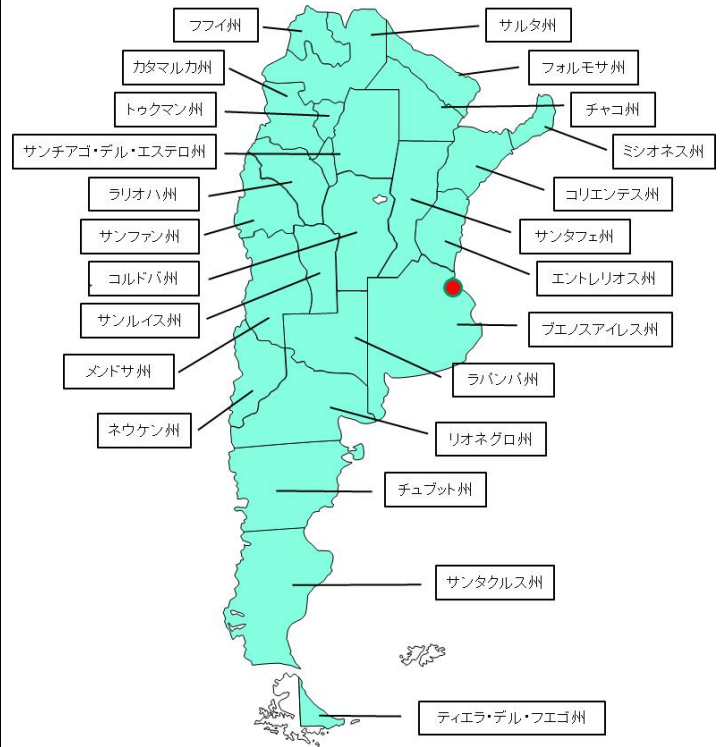 フフイ州
サルタ州
カタマルカ州
フォルモサ州
トゥクマン州
チャコ州
サンチアゴ・デル・エステロ州
ミシオネス州
ラリオハ州
コリエンテス州
サンファン州
サンタフェ州
コルドバ州
エントレリオス州
サンルイス州
ブエノスアイレス州
メンドサ州
ラパンパ州
ネウケン州
リオネグロ州
チュブット州
サンタクルス州
ティエラ・デル・フエゴ州